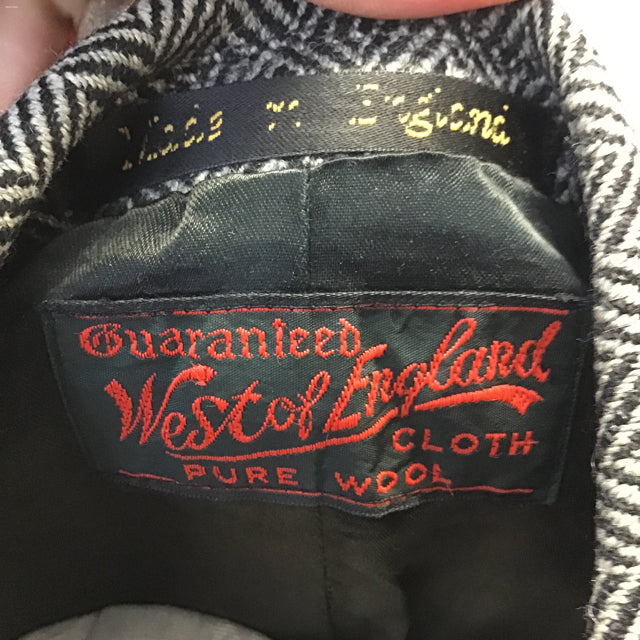 Made in England
Guaranteed
West of England
CLOTH
PURE WOOL